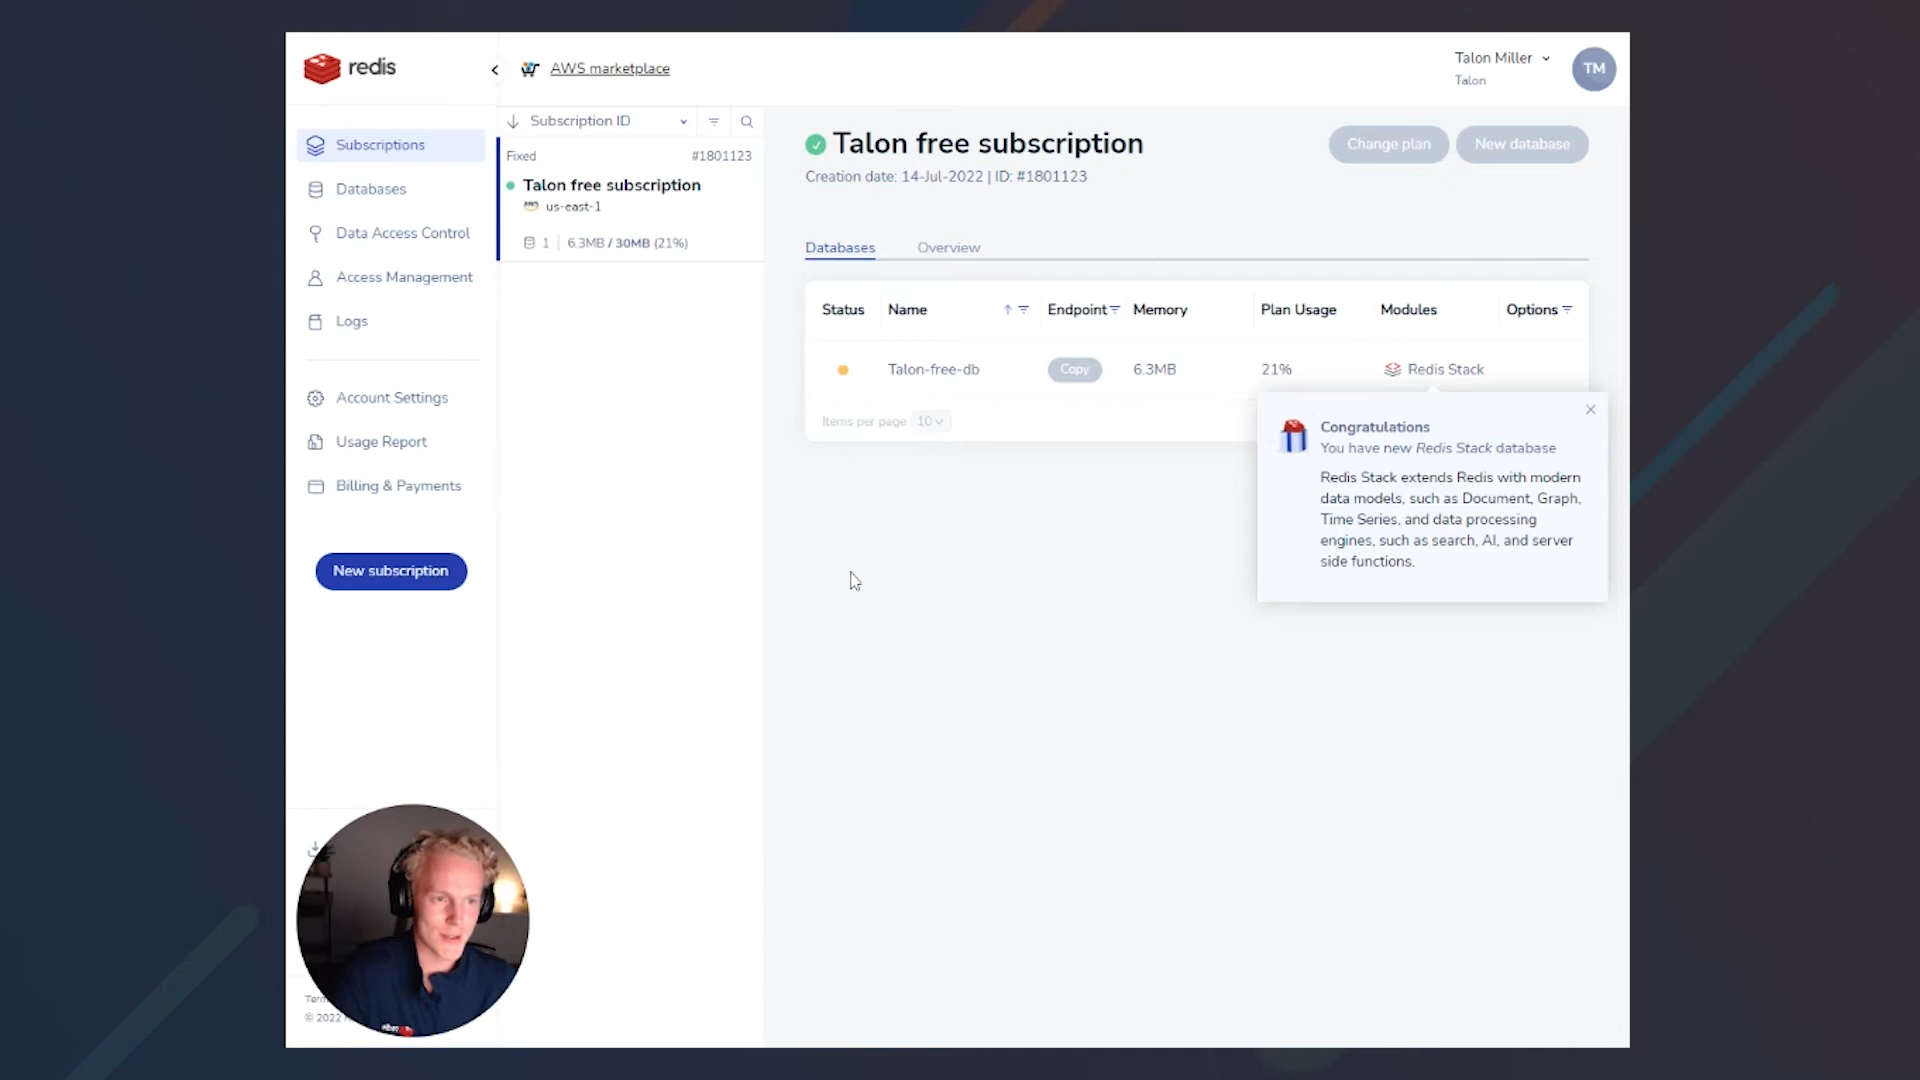 redis
AWS marketplace
Talon Miller
Talon
TM
Subscriptions
Databases
Data Access Control
Access Management
Logs
Account Settings
Usage Report
Billing & Payments
New subscription
© 2022
Subscription ID
Fixed #1801123
Talon free subscription
aws us-east-1
1 6.3MB / 30MB (21%)
Talon free subscription
Change plan
New database
Creation date: 14-Jul-2022 | ID: #1801123
Databases Overview
Status Name Endpoint Memory Plan Usage Modules Options
Talon-free-db Copy 6.3MB 21% Redis Stack
Items per page 10
Congratulations
You have new Redis Stack database
Redis Stack extends Redis with modern
data models, such as Document, Graph,
Time Series, and data processing
engines, such as search, AI, and server
side functions.